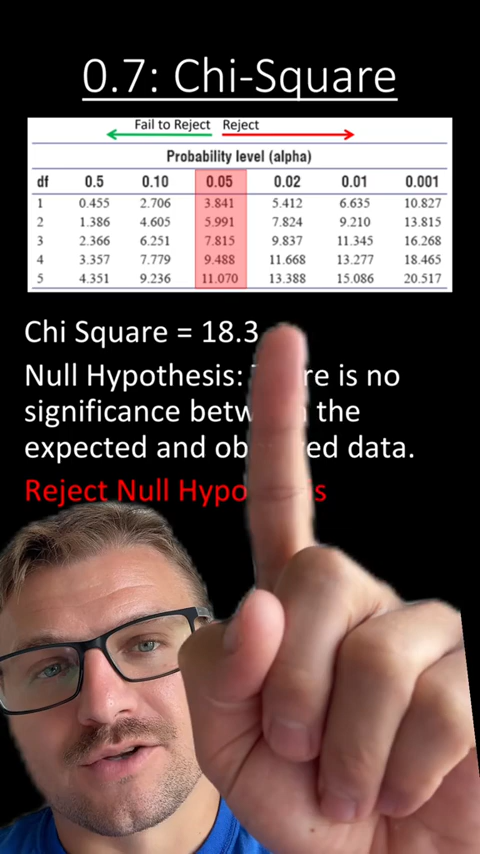 0.7: Chi-Square
Fail to Reject Reject
Probability level (alpha)
df 0.5 0.10 0.05 0.02 0.01 0.001
1 0.455 2.706 3.841 5.412 6.635 10.827
2 1.386 4.605 5.991 7.824 9.210 13.815
3 2.366 6.251 7.815 9.837 11.345 16.268
4 3.357 7.779 9.488 11.668 13.277 18.465
5 4.351 9.236 11.070 13.388 15.086 20.517
Chi Square = 18.3
Null Hypothesis: is no
significance the
expected and data.
Reject Null